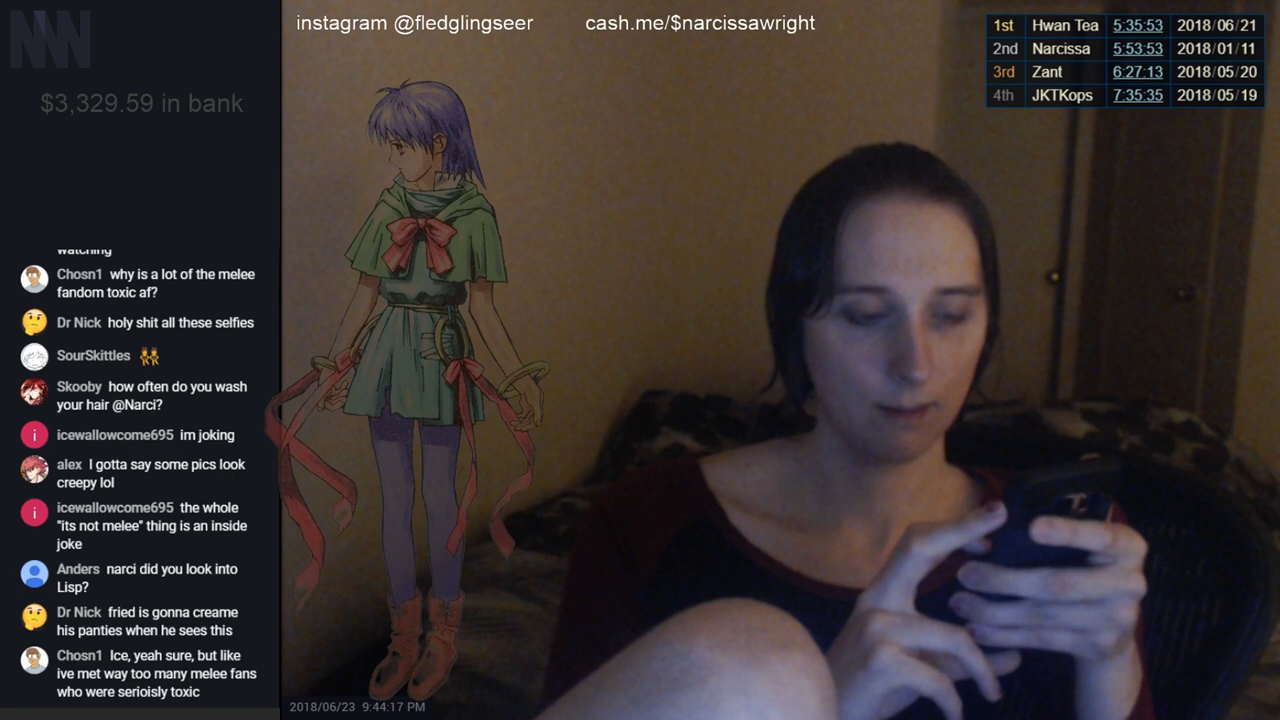 instagram @fledglingseer
cash.me/$narcissawright
1st Hwan Tea 5:35:53 2018/06/21
2nd Narcissa 5:53:53 2018/01/11
3rd Zant 6:27:13 2018/05/20
4th JKTKops 7:35:35 2018/05/19
NNN
$3,329.59 in bank
watching
Chosn1 why is a lot of the melee
fandom toxic af?
Dr Nick holy shit all these selfies
SourSkittles
Skooby how often do you wash
your hair @Narci?
i icewallowcome695 im joking
alex I gotta say some pics look
creepy lol
i icewallowcome695 the whole
"its not melee" thing is an inside
joke
Anders narci did you look into
Lisp?
Dr Nick fried is gonna creame
his panties when he sees this
Chosn1 Ice, yeah sure, but like
ive met way too many melee fans
who were serioisly toxic
2018/06/23 9:44:17 PM